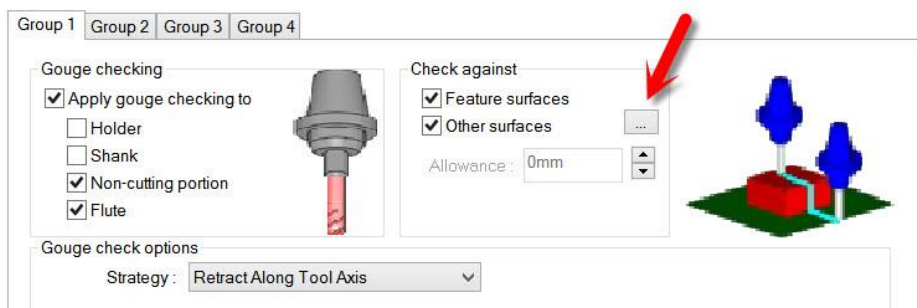 Group 1 Group 2 Group 3 Group 4
Gouge checking
Apply gouge checking to
Holder
Shank
Non-cutting portion
Flute
Check against
Feature surfaces
Other surfaces
...
Allowance : 0mm
Gouge check options
Strategy : Retract Along Tool Axis